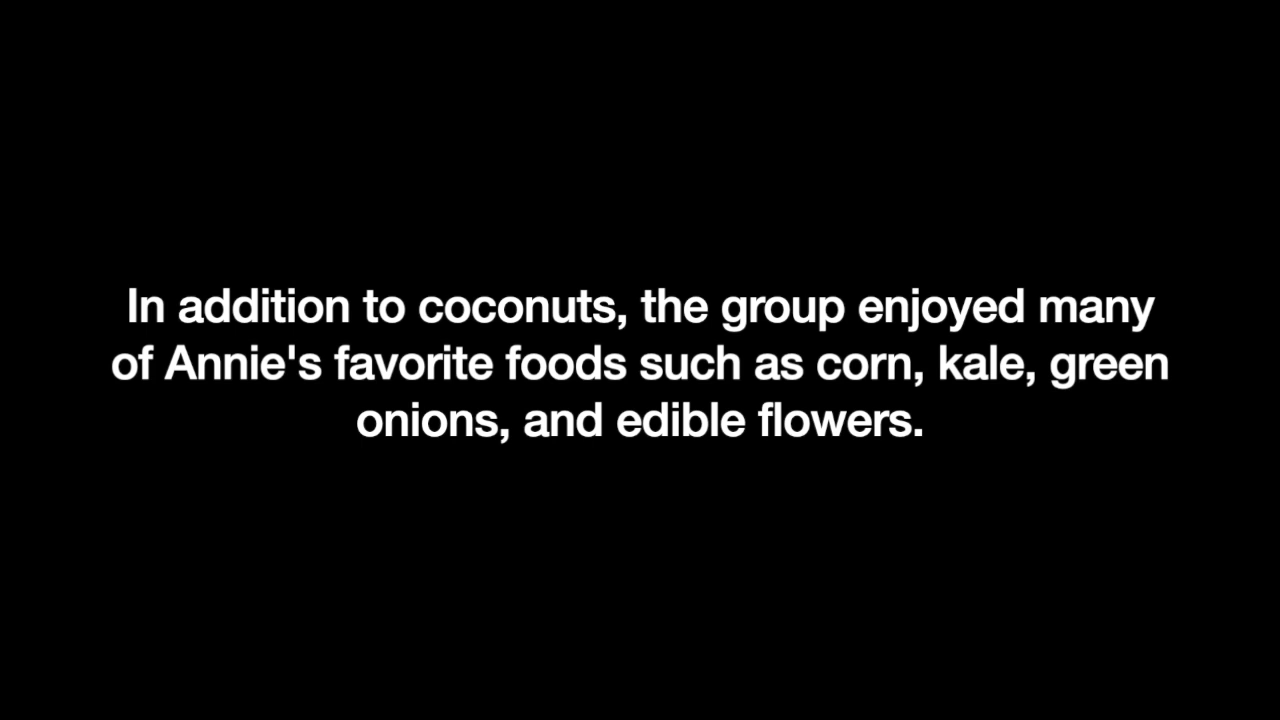 In addition to coconuts, the group enjoyed many
of Annie's favorite foods such as corn, kale, green
onions, and edible flowers.